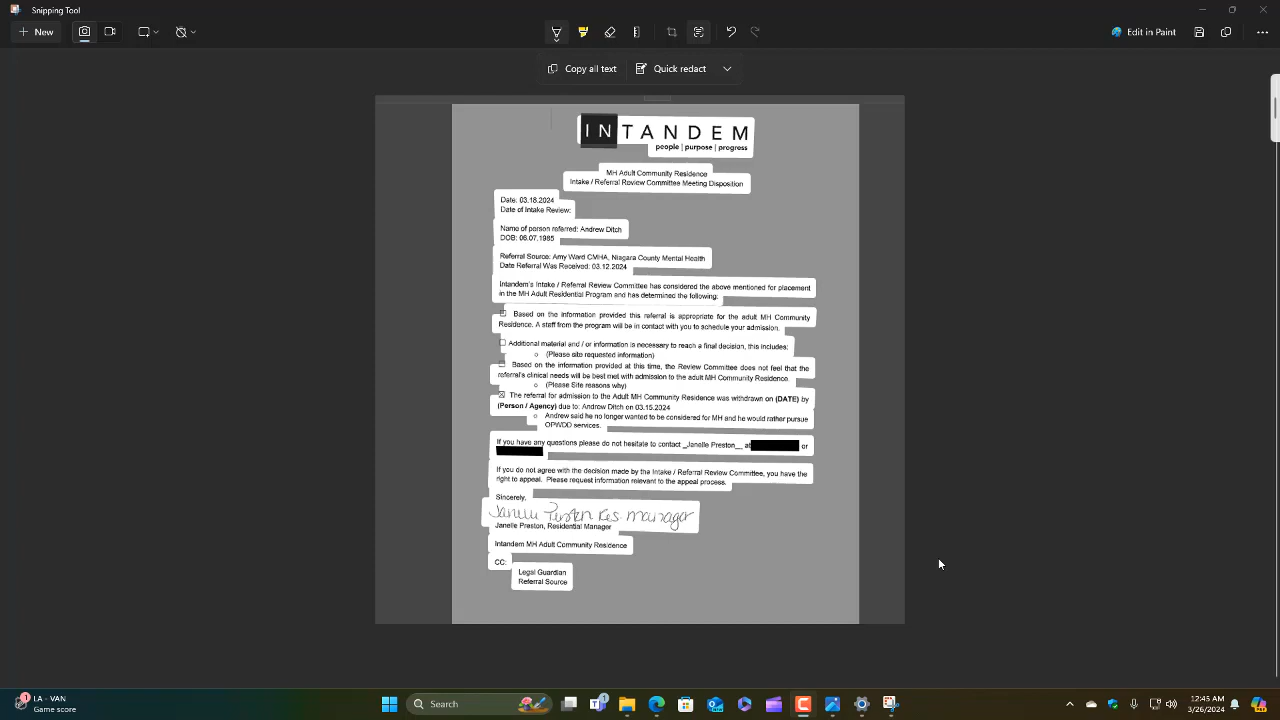 Snipping Tool
New
Edit in Paint
Copy all text
Quick redact
INTANDEM
people | purpose | progress
MH Adult Community Residence
Intake / Referral Review Committee Meeting Disposition
Date: 03.18.2024
Date of Intake Review:
Name of person referred: Andrew Ditch
DOB: 06.07.1985
Referral Source: Amy Ward CMHA, Niagara County Mental Health
Date Referral Was Received: 03.12.2024
Intandem's Intake / Referral Review Committee has considered the above mentioned for placement
in the MH Adult Residential Program and has determined the following:
☐ Based on the information provided this referral is appropriate for the adult MH Community
Residence. A staff from the program will be in contact with you to schedule your admission.
☐ Additional material and / or information is necessary to reach a final decision, this includes:
o (Please site requested information)
☐ Based on the information provided at this time, the Review Committee does not feel that the
referral's clinical needs will be best met with admission to the adult MH Community Residence.
o (Please Site reasons why)
☒ The referral for admission to the Adult MH Community Residence was withdrawn on (DATE) by
(Person / Agency) due to: Andrew Ditch on 03.15.2024
o Andrew said he no longer wanted to be considered for MH and he would rather pursue
OPWDD services.
If you have any questions please do not hesitate to contact _Janelle Preston__ at or
If you do not agree with the decision made by the Intake / Referral Review Committee, you have the
right to appeal. Please request information relevant to the appeal process.
Sincerely,
Janelle Preston Res Manager
Janelle Preston, Residential Manager
Intandem MH Adult Community Residence
CC:
Legal Guardian
Referral Source
LA - VAN
Game score
Search
12:45 AM
3/26/2024